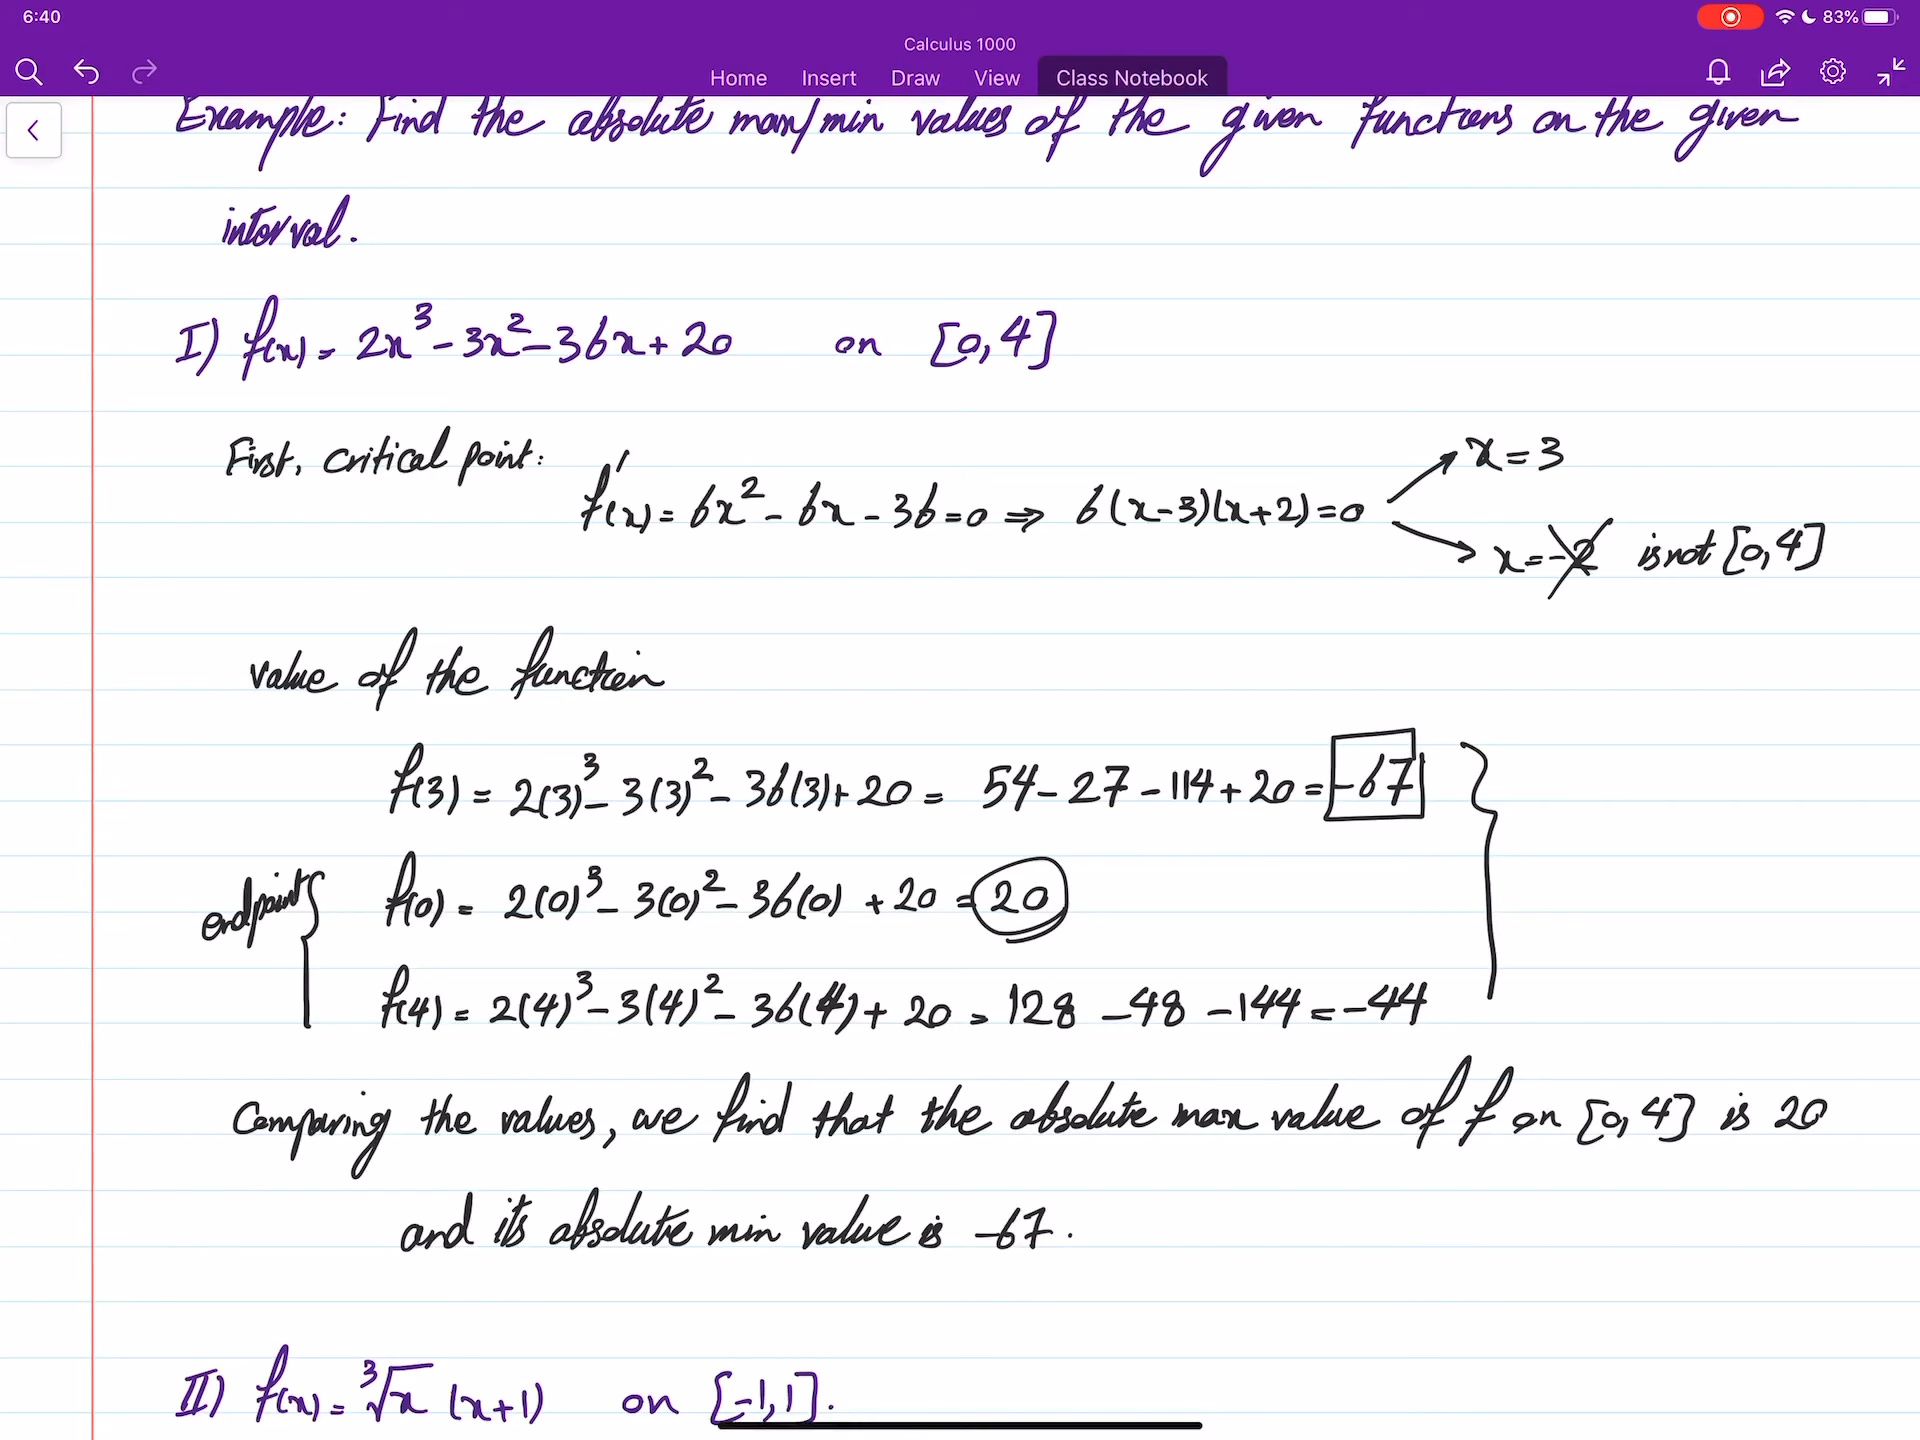 6:40
83%
Calculus 1000
Home Insert Draw View Class Notebook
Example: Find the absolute max/min values of the given functions on the given
interval.
I) f(x) = 2x³ - 3x² - 36x + 20 on [0,4]
First, critical point:
f'(x) = 6x² - 6x - 36 = 0 ⇒ 6(x-3)(x+2) = 0
x = 3
x = -2 is not [0,4]
value of the function
f(3) = 2(3)³ - 3(3)² - 36(3) + 20 = 54 - 27 - 114 + 20 = -67
endpoints
f(0) = 2(0)³ - 3(0)² - 36(0) + 20 = 20
f(4) = 2(4)³ - 3(4)² - 36(4) + 20 = 128 - 48 - 144 = -44
Comparing the values, we find that the absolute max value of f on [0,4] is 20
and its absolute min value is -67.
II) f(x) = ³√x (x+1) on [-1,1].